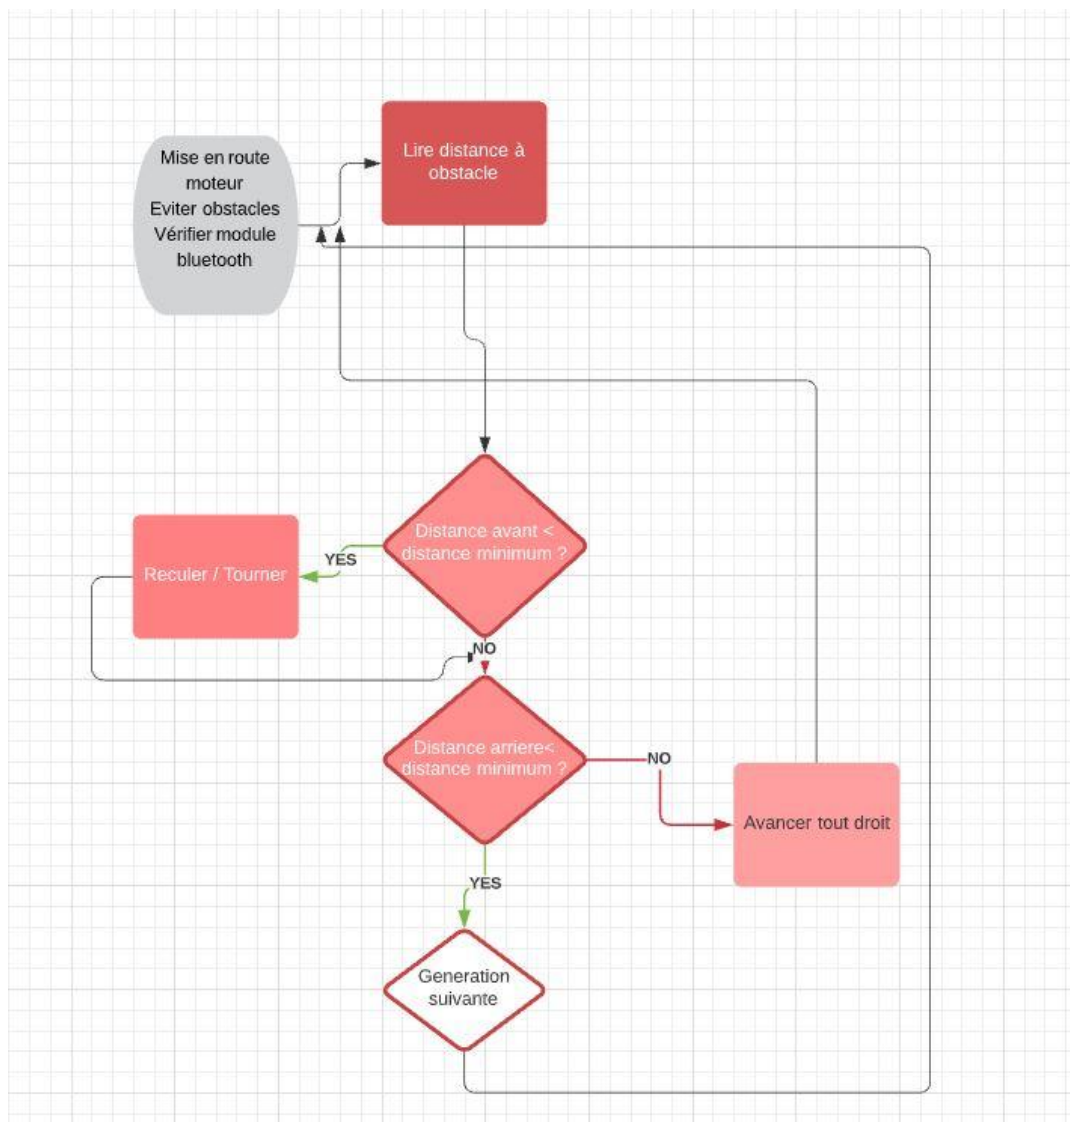 Lire distance à
obstacle
Mise en route
moteur
Eviter obstacles
Vérifier module
bluetooth
Distance avant <
distance minimum ?
YES
Reculer / Tourner
NO
Distance arriere<
distance minimum ?
NO
Avancer tout droit
YES
Generation
suivante